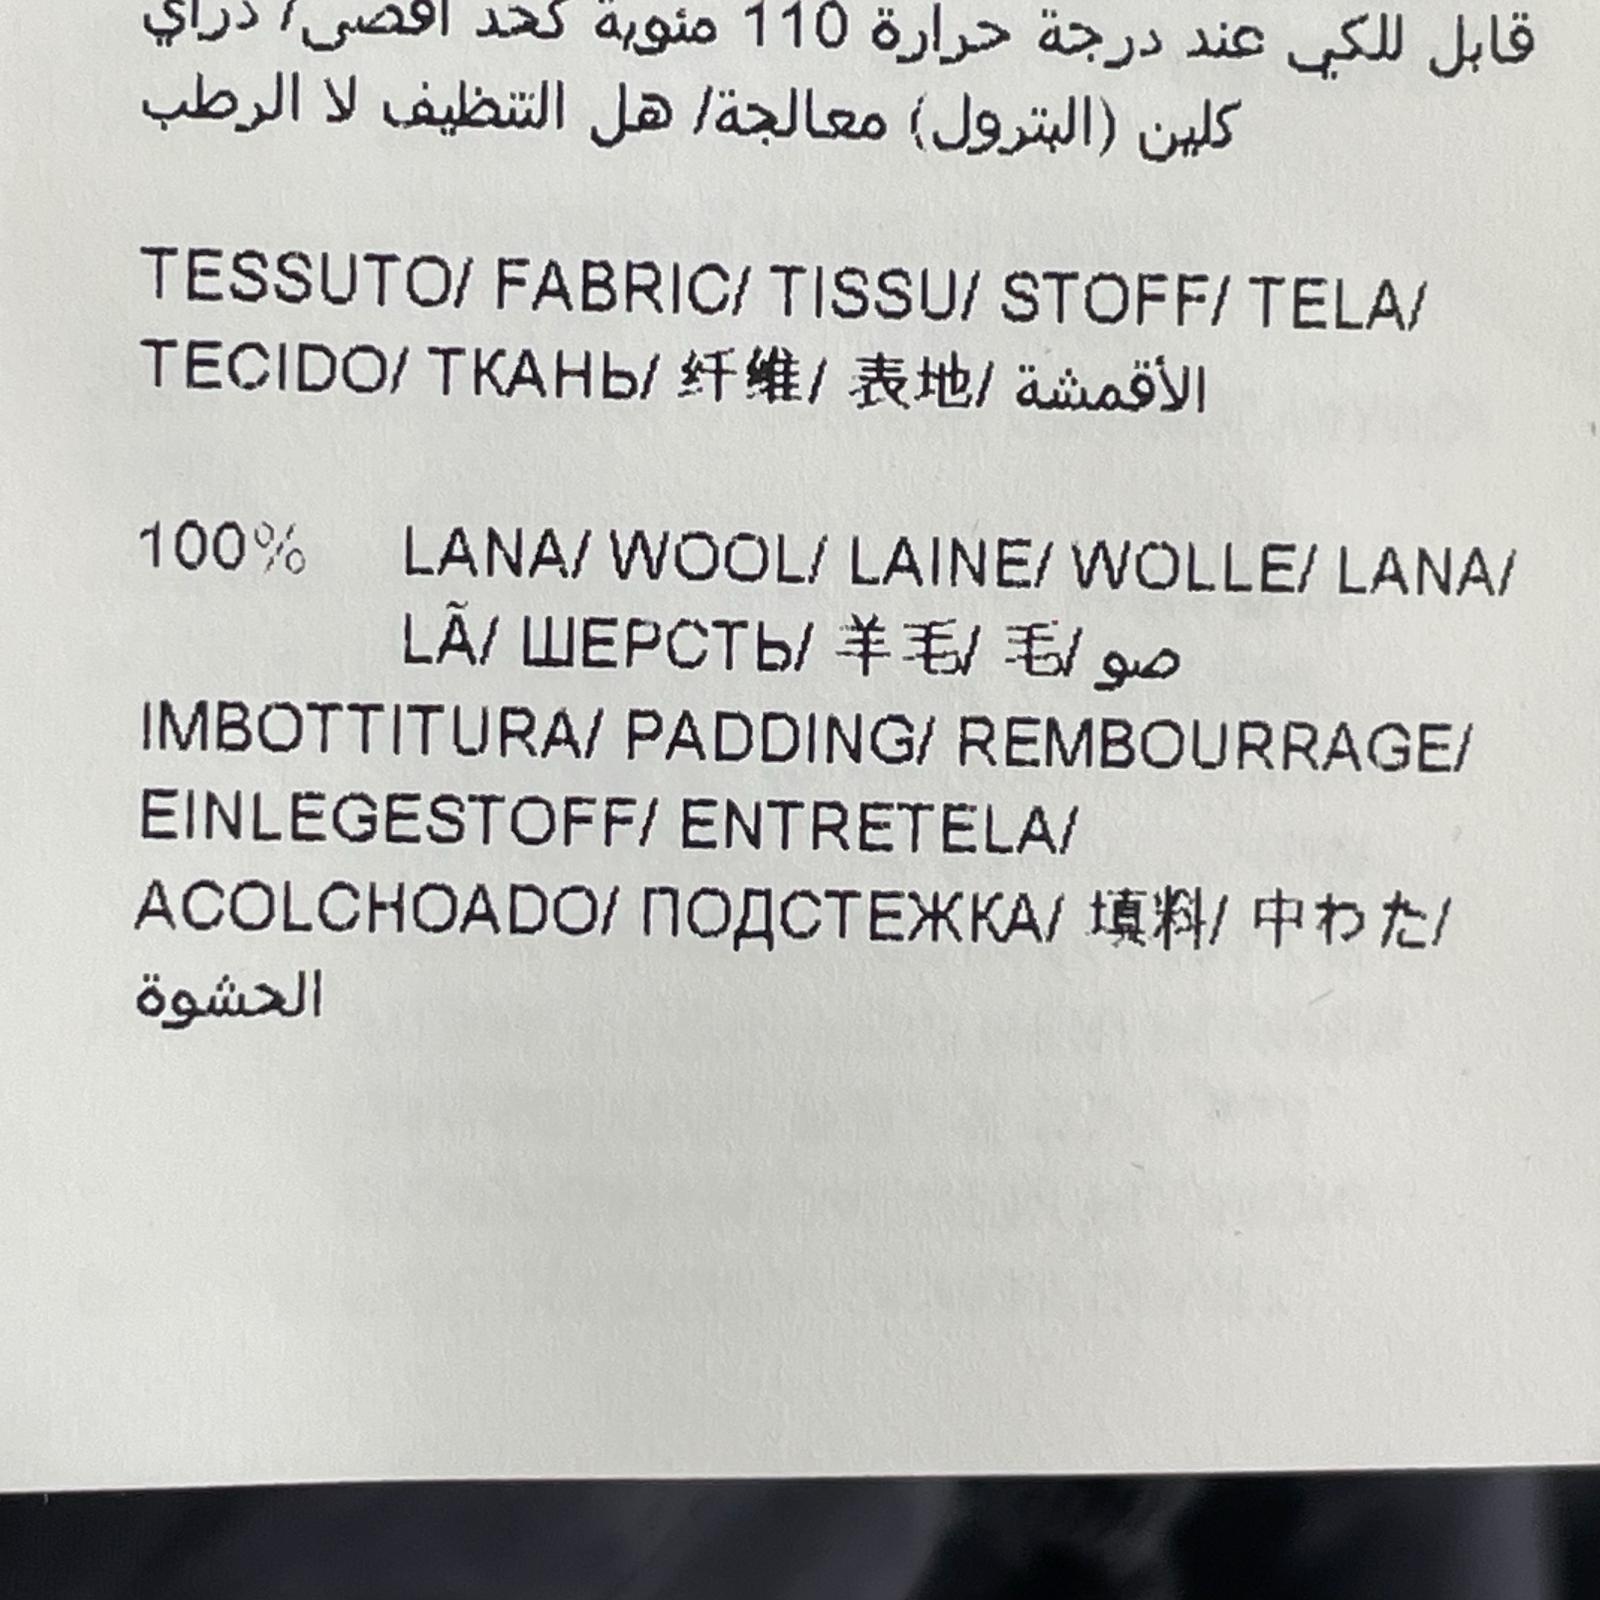 قابل للكي عند درجة حرارة 110 مئوية كحد أقصى/ دراي
كلين (البترول) معالجة/ هل التنظيف لا الرطب
TESSUTO/ FABRIC/ TISSU/ STOFF/ TELA/
TECIDO/ ТКАНЬ/ 纤维/ 表地/ الأقمشة
100% LANA/ WOOL/ LAINE/ WOLLE/ LANA/
LÃ/ ШЕРСТЬ/ 羊毛/ 毛/ صو
IMBOTTITURA/ PADDING/ REMBOURRAGE/
EINLEGESTOFF/ ENTRETELA/
ACOLCHOADO/ ПОДСТЕЖКА/ 填料/ 中わた/
الحشوة